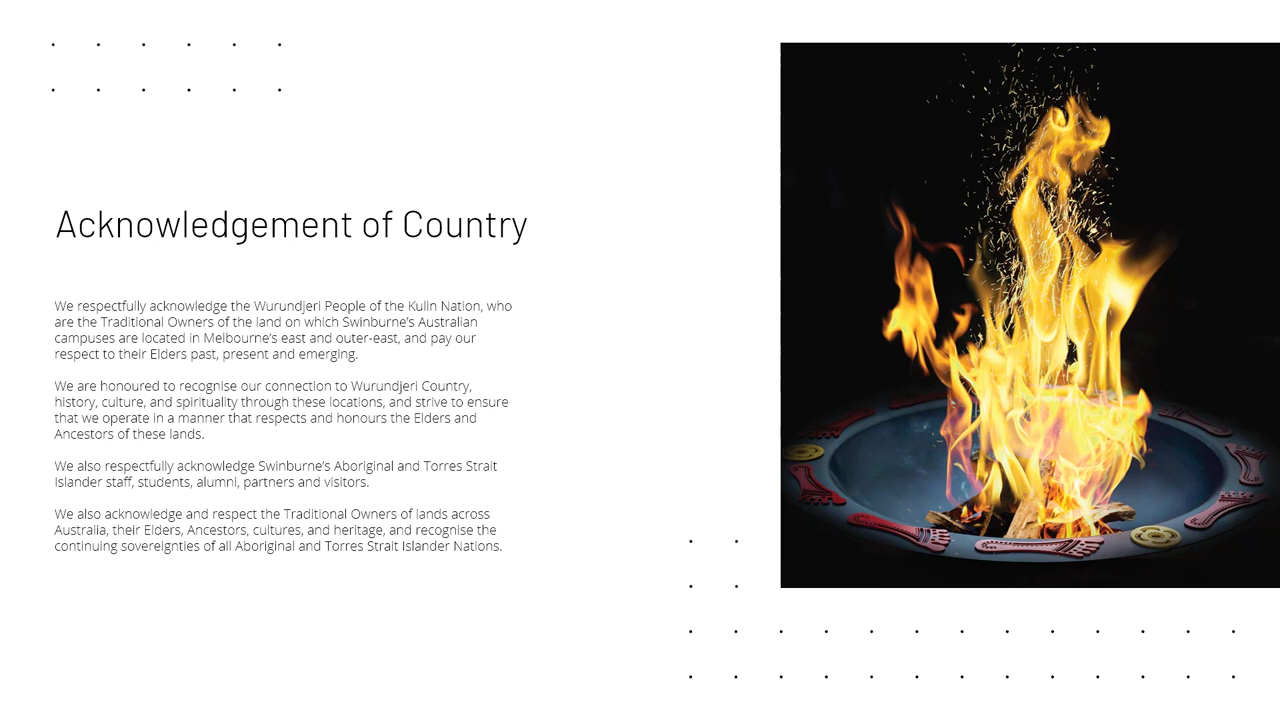 Acknowledgement of Country
We respectfully acknowledge the Wurundjeri People of the Kulin Nation, who
are the Traditional Owners of the land on which Swinburne's Australian
campuses are located in Melbourne's east and outer-east, and pay our
respect to their Elders past, present and emerging.
We are honoured to recognise our connection to Wurundjeri Country,
history, culture, and spirituality through these locations, and strive to ensure
that we operate in a manner that respects and honours the Elders and
Ancestors of these lands.
We also respectfully acknowledge Swinburne's Aboriginal and Torres Strait
Islander staff, students, alumni, partners and visitors.
We also acknowledge and respect the Traditional Owners of lands across
Australia, their Elders, Ancestors, cultures, and heritage, and recognise the
continuing sovereignties of all Aboriginal and Torres Strait Islander Nations.